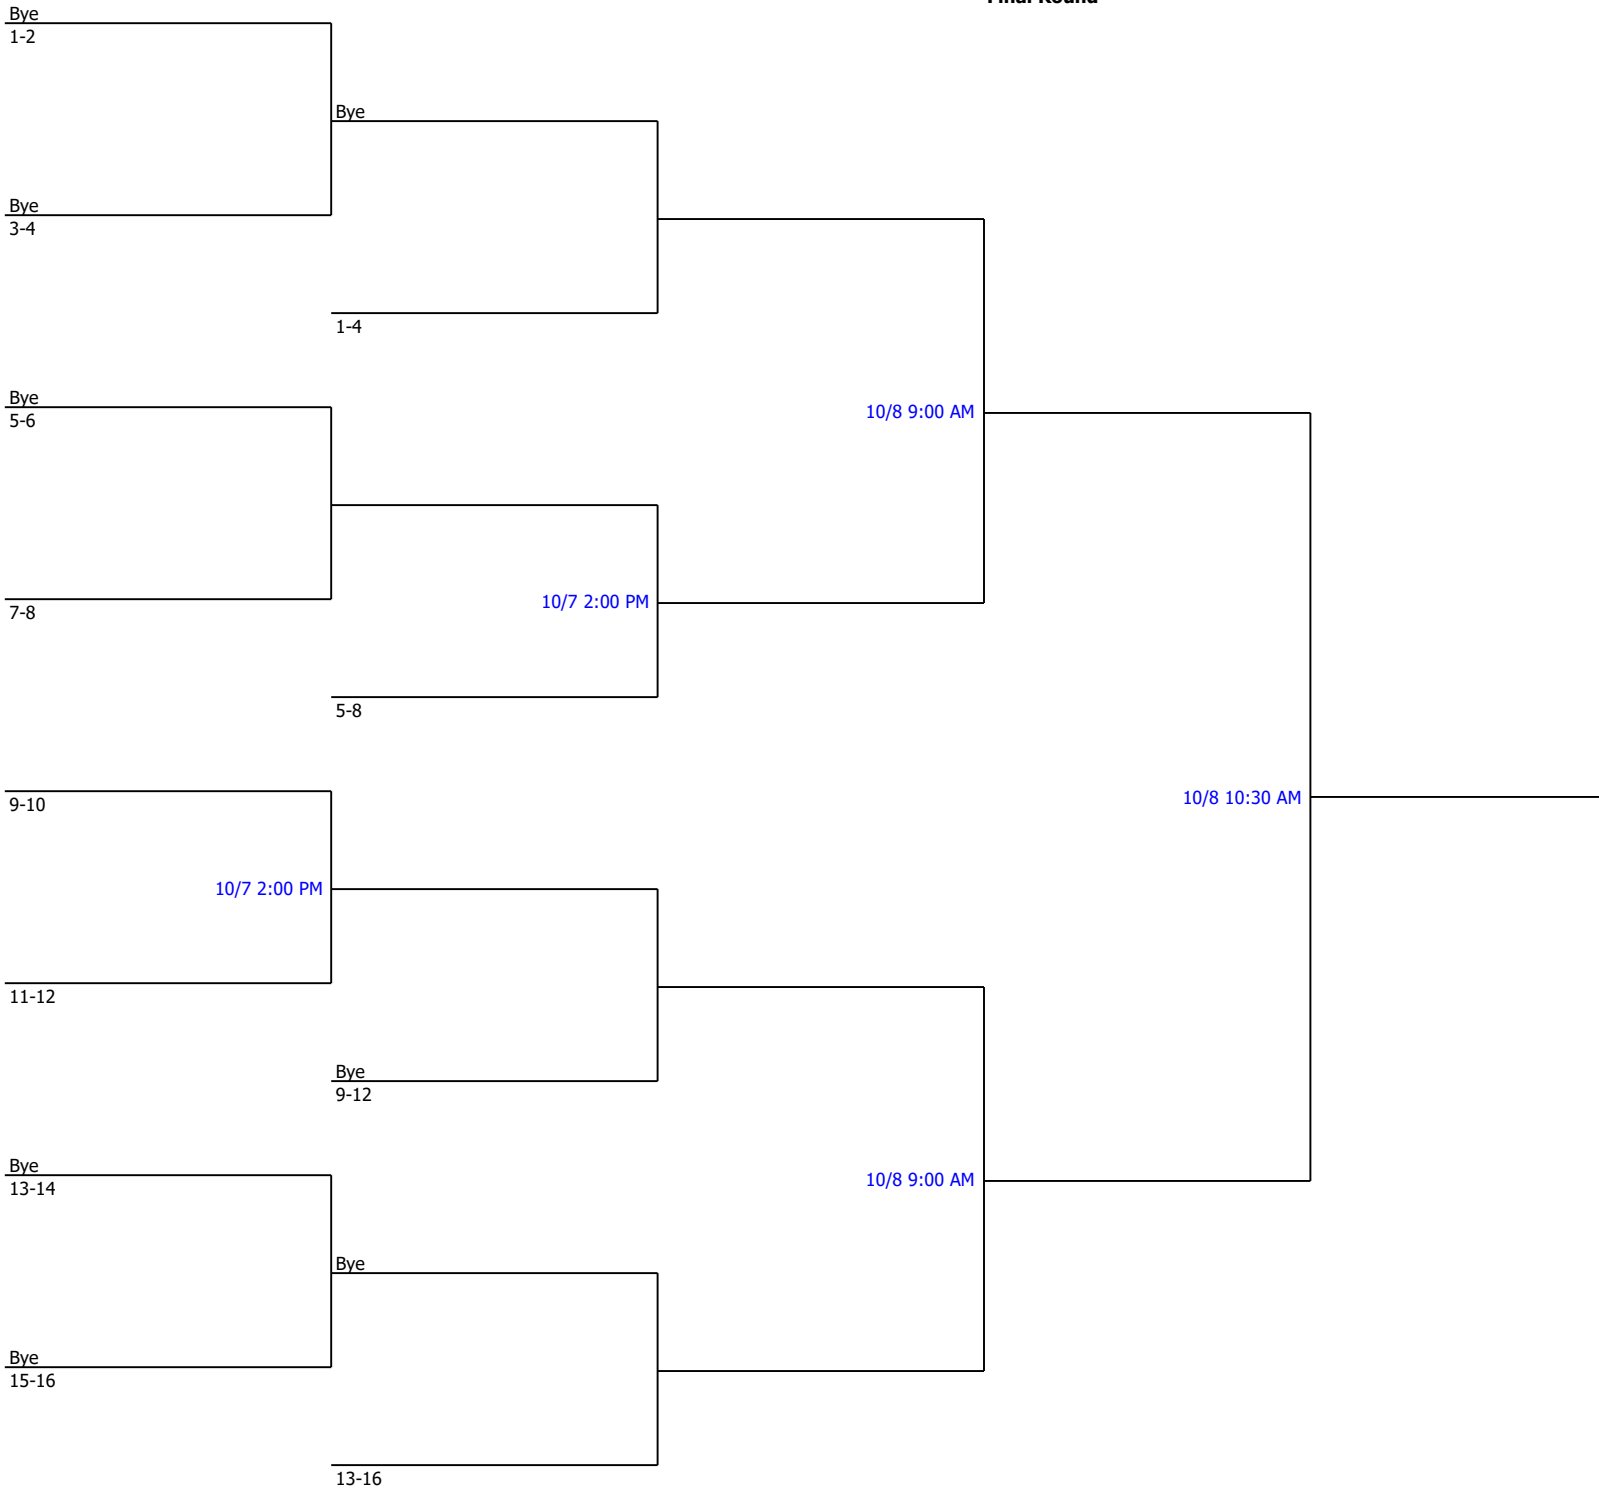 Final Round
Bye
1-2
Bye
Bye
3-4
1-4
Bye
5-6
10/8 9:00 AM
7-8
10/7 2:00 PM
5-8
9-10
10/8 10:30 AM
10/7 2:00 PM
11-12
Bye
9-12
Bye
13-14
10/8 9:00 AM
Bye
Bye
15-16
13-16